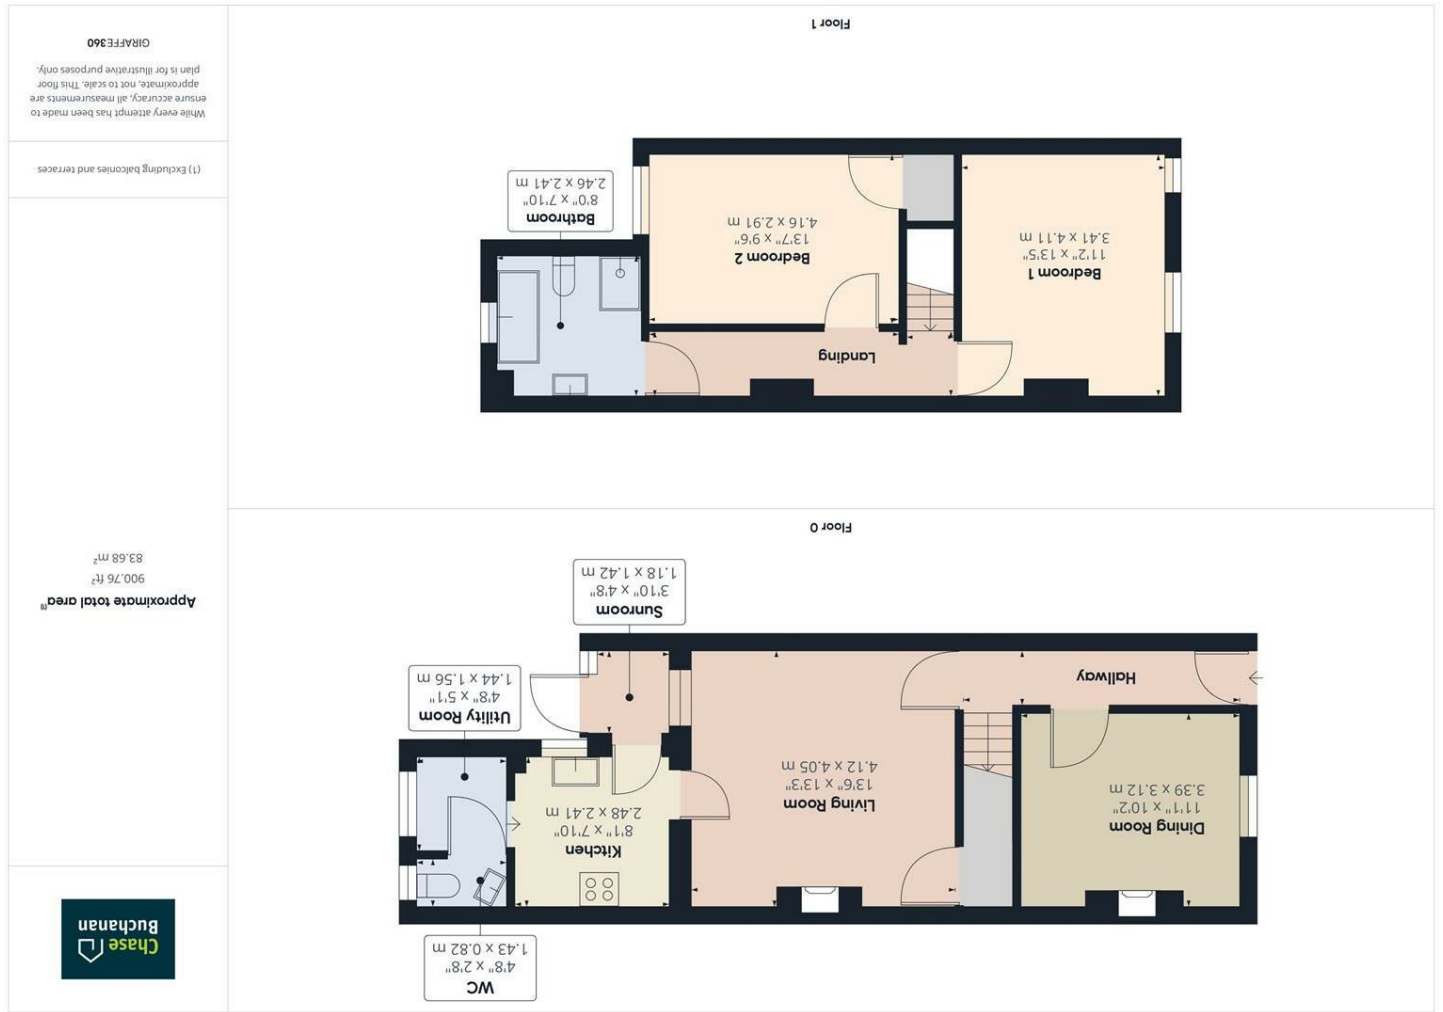 Chase
Buchanan
Approximate total area(1)
900.76 ft²
83.68 m²
(1) Excluding balconies and terraces
While every attempt has been made to
ensure accuracy, all measurements are
approximate, not to scale. This floor
plan is for illustrative purposes only.
GIRAFFE360
WC
4'8" x 2'8"
1.43 x 0.82 m
Dining Room
11'1" x 10'2"
3.39 x 3.12 m
Living Room
13'6" x 13'3"
4.12 x 4.05 m
Kitchen
8'1" x 7'10"
2.48 x 2.41 m
Utility Room
4'8" x 5'1"
1.44 x 1.56 m
Hallway
Sunroom
3'10" x 4'8"
1.18 x 1.42 m
Floor 0
Landing
Bedroom 1
11'2" x 13'5"
3.41 x 4.11 m
Bedroom 2
13'7" x 9'6"
4.16 x 2.91 m
Bathroom
8'0" x 7'10"
2.46 x 2.41 m
Floor 1